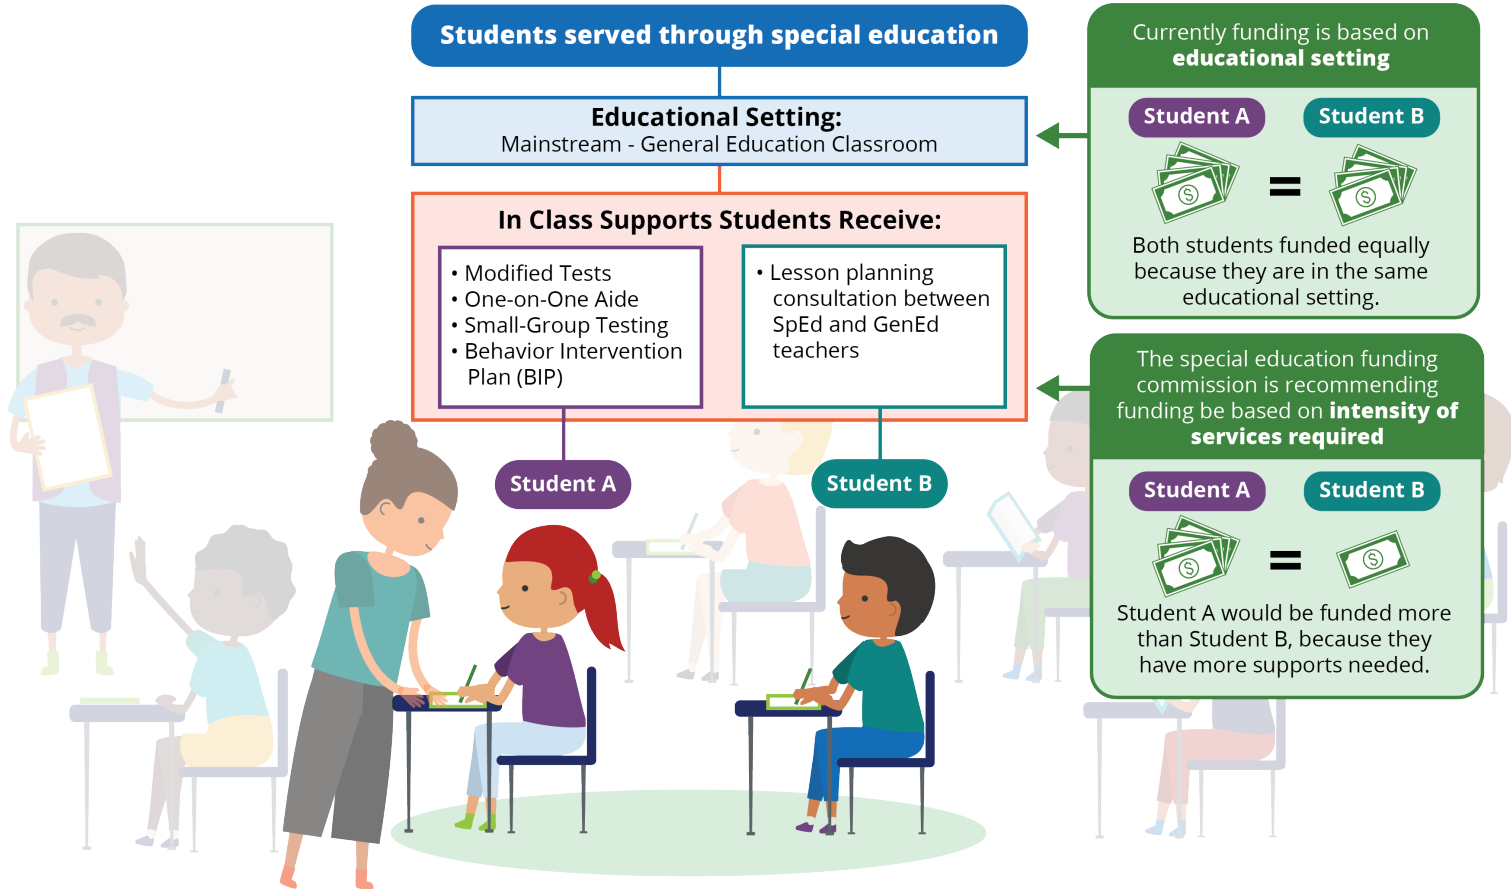 Students served through special education
Educational Setting:
Mainstream - General Education Classroom
In Class Supports Students Receive:
• Modified Tests
• One-on-One Aide
• Small-Group Testing
• Behavior Intervention
Plan (BIP)
• Lesson planning
consultation between
SpEd and GenEd
teachers
Student A
Student B
Currently funding is based on
educational setting
Student A
Student B
$ = $
Both students funded equally
because they are in the same
educational setting.
The special education funding
commission is recommending
funding be based on intensity of
services required
Student A
Student B
$ = $
Student A would be funded more
than Student B, because they
have more supports needed.